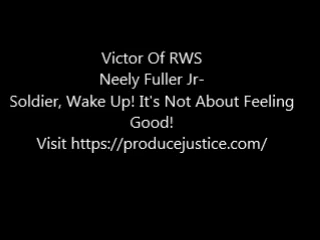 Victor Of RWS
Neely Fuller Jr-
Soldier, Wake Up! It's Not About Feeling
Good!
Visit https://producejustice.com/